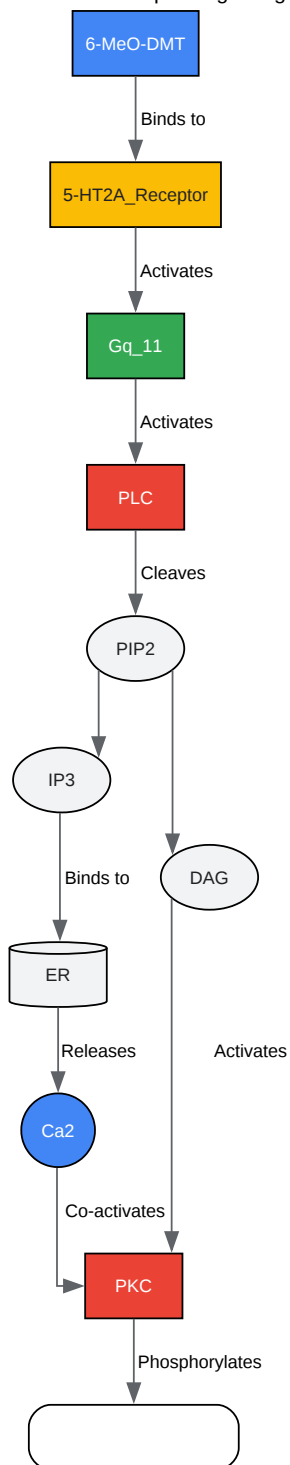 6-MeO-DMT
Binds to
5-HT2A_Receptor
Activates
Gq_11
Activates
PLC
Cleaves
PIP2
IP3
Binds to
DAG
ER
Releases
Activates
Ca2
Co-activates
PKC
Phosphorylates